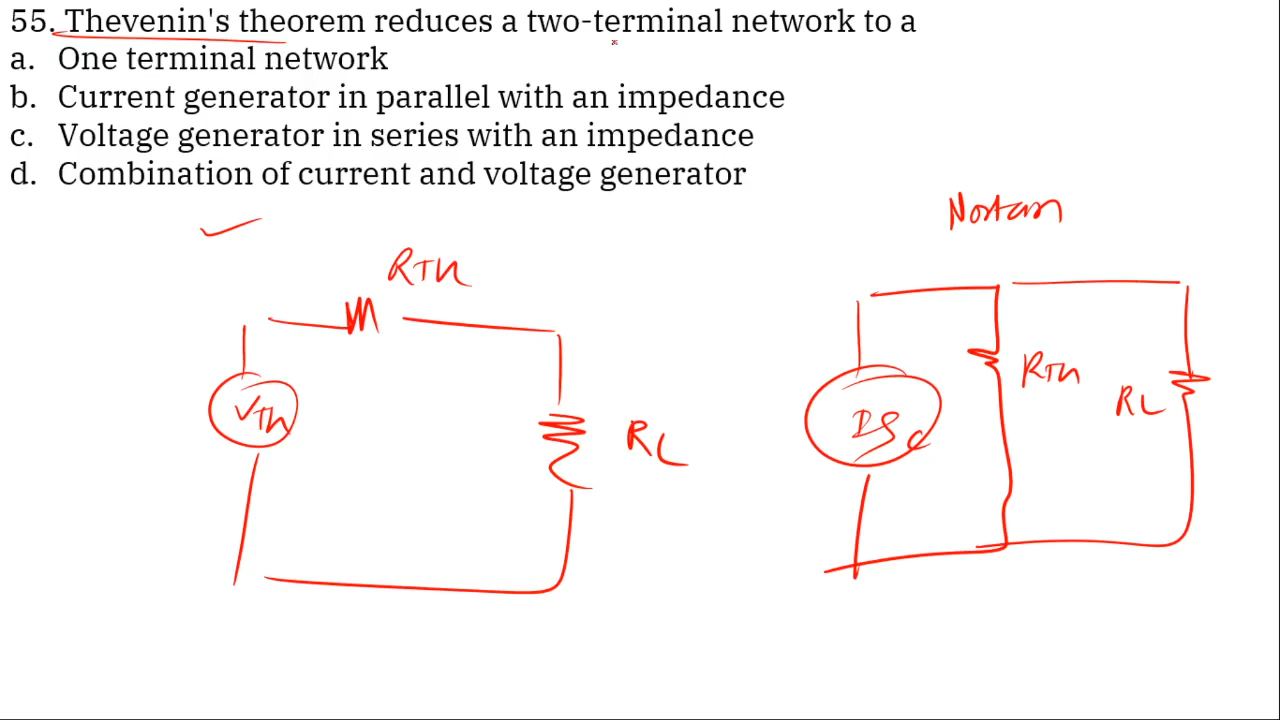 55. Thevenin's theorem reduces a two-terminal network to a
a. One terminal network
b. Current generator in parallel with an impedance
c. Voltage generator in series with an impedance
d. Combination of current and voltage generator
Nortan
RTh
RTh
VTh
RL
ISc
RL